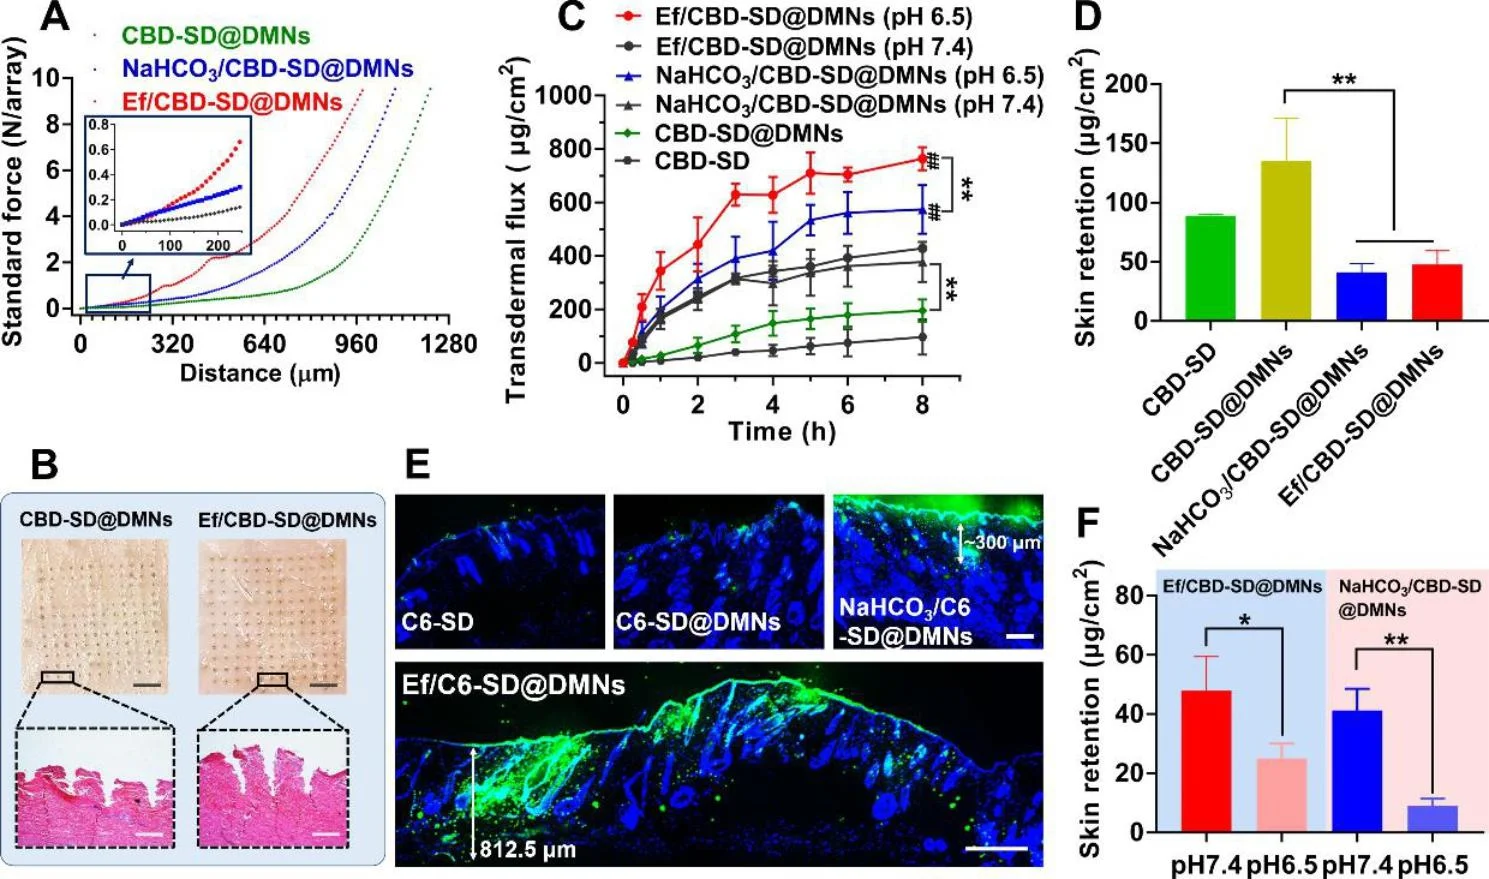 A
CBD-SD@DMNs
NaHCO₃/CBD-SD@DMNs
Ef/CBD-SD@DMNs
Standard force (N/array)
10
8
6
4
2
0
0.8
0.6
0.4
0.2
0.0
0 100 200
0 320 640 960 1280
Distance (μm)
C
Ef/CBD-SD@DMNs (pH 6.5)
Ef/CBD-SD@DMNs (pH 7.4)
NaHCO₃/CBD-SD@DMNs (pH 6.5)
NaHCO₃/CBD-SD@DMNs (pH 7.4)
CBD-SD@DMNs
CBD-SD
Transdermal flux ( μg/cm²)
1000
800
600
400
200
0
##
**
##
**
0 2 4 6 8
Time (h)
D
Skin retention (μg/cm²)
200
150
100
50
0
**
CBD-SD
CBD-SD@DMNs
NaHCO₃/CBD-SD@DMNs
Ef/CBD-SD@DMNs
B
CBD-SD@DMNs Ef/CBD-SD@DMNs
E
C6-SD
C6-SD@DMNs
~300 μm
NaHCO₃/C6
-SD@DMNs
Ef/C6-SD@DMNs
812.5 μm
F
Skin retention (μg/cm²)
80
60
40
20
0
Ef/CBD-SD@DMNs
NaHCO₃/CBD-SD
@DMNs
*
**
pH7.4 pH6.5 pH7.4 pH6.5